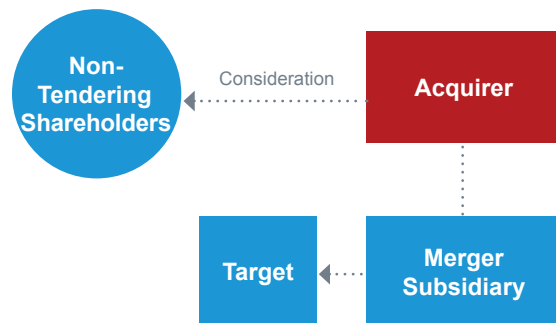 Non-
Tendering
Shareholders
Consideration
Acquirer
Target
Merger
Subsidiary